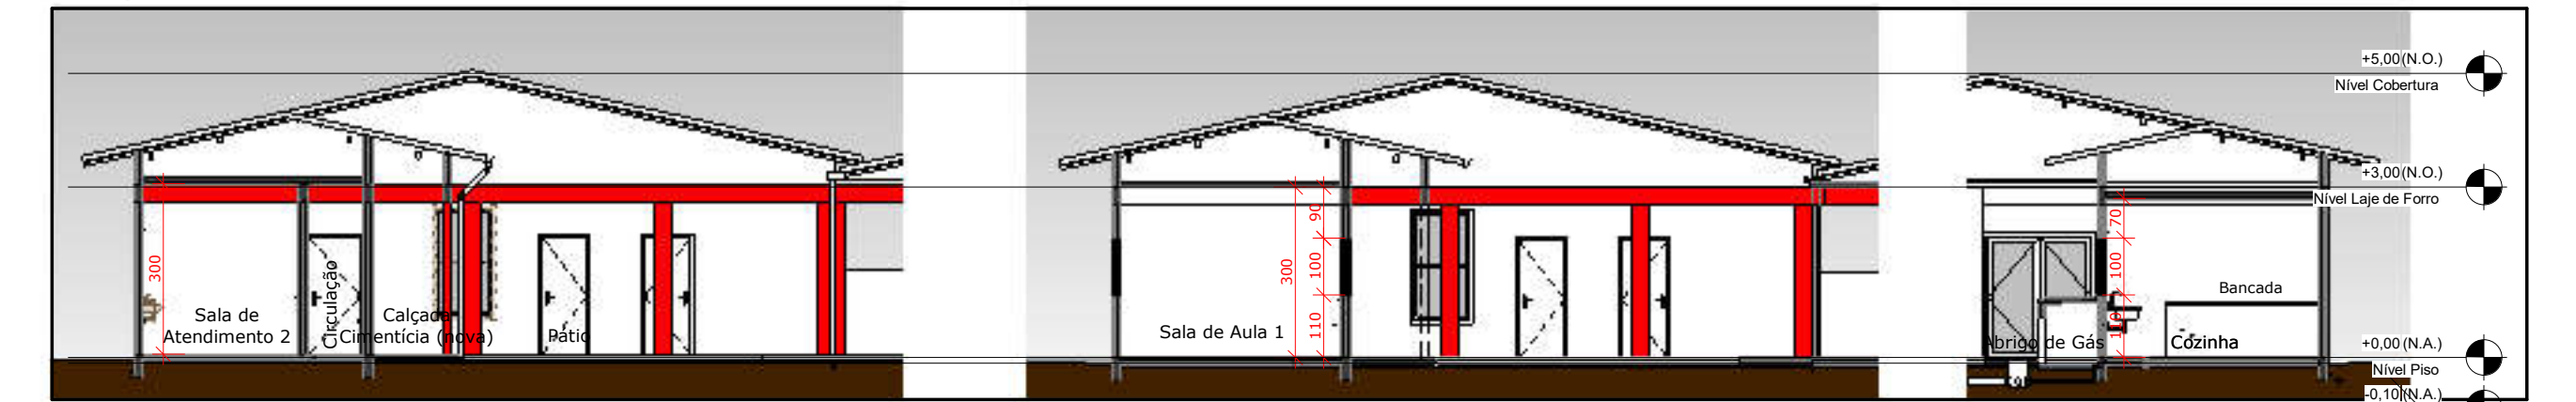 +5,00(N.O.)
Nível Cobertura
+3,00(N.O.)
Nível Laje de Forro
300
Sala de
Atendimento 2
Circulação
Calçada
Cimentícia (nova)
Pátio
Sala de Aula 1
300
90
100
110
70
100
110
Bancada
Abrigo de Gás
Cozinha
+0,00(N.A.)
Nível Piso
-0,10(N.A.)